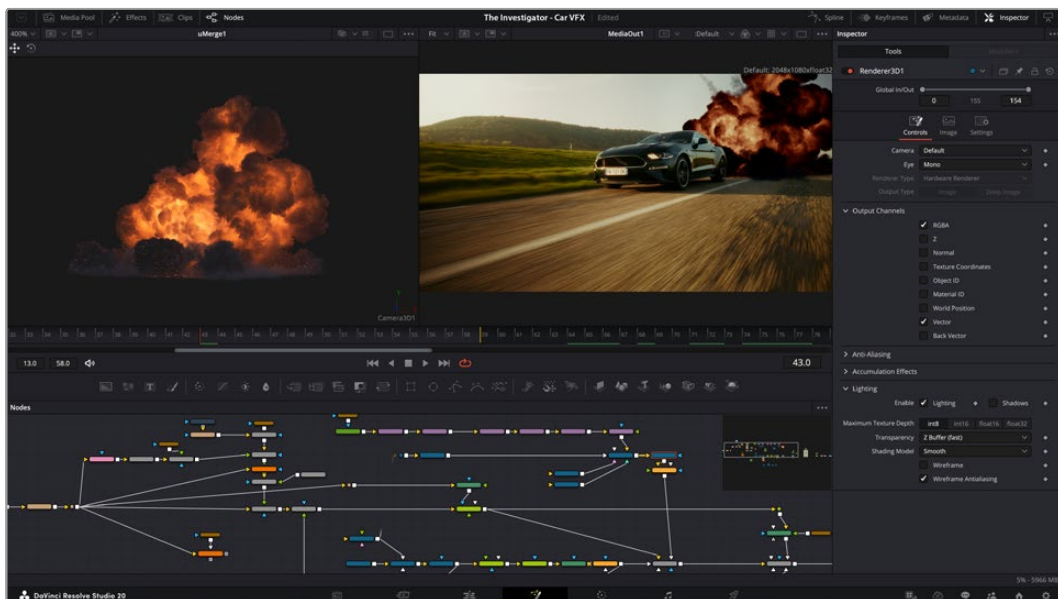 Media Pool Effects Clips Nodes The Investigator - Car VFX Edited Spline Keyframes Metadata Inspector
400% uMerge1 Fit MediaOut1 :Default Inspector
Tools Modifiers
Default: 2048x1080xfloat32
Renderer3D1
Global In/Out
0 155 154
Controls Image Settings
Camera Default
Eye Mono
Renderer Type Hardware Renderer
Output Type Image Deep Image
Output Channels
RGBA
Z
Normal
Texture Coordinates
Object ID
Material ID
World Position
Vector
Back Vector
Camera3D1
13.0 58.0 43.0
Anti-Aliasing
Accumulation Effects
Lighting
Enable Lighting Shadows
Nodes
Maximum Texture Depth int8 int16 float16 float32
Transparency Z Buffer (fast)
Shading Model Smooth
Wireframe
Wireframe Antialiasing
5% - 5966 MB
DaVinci Resolve Studio 20